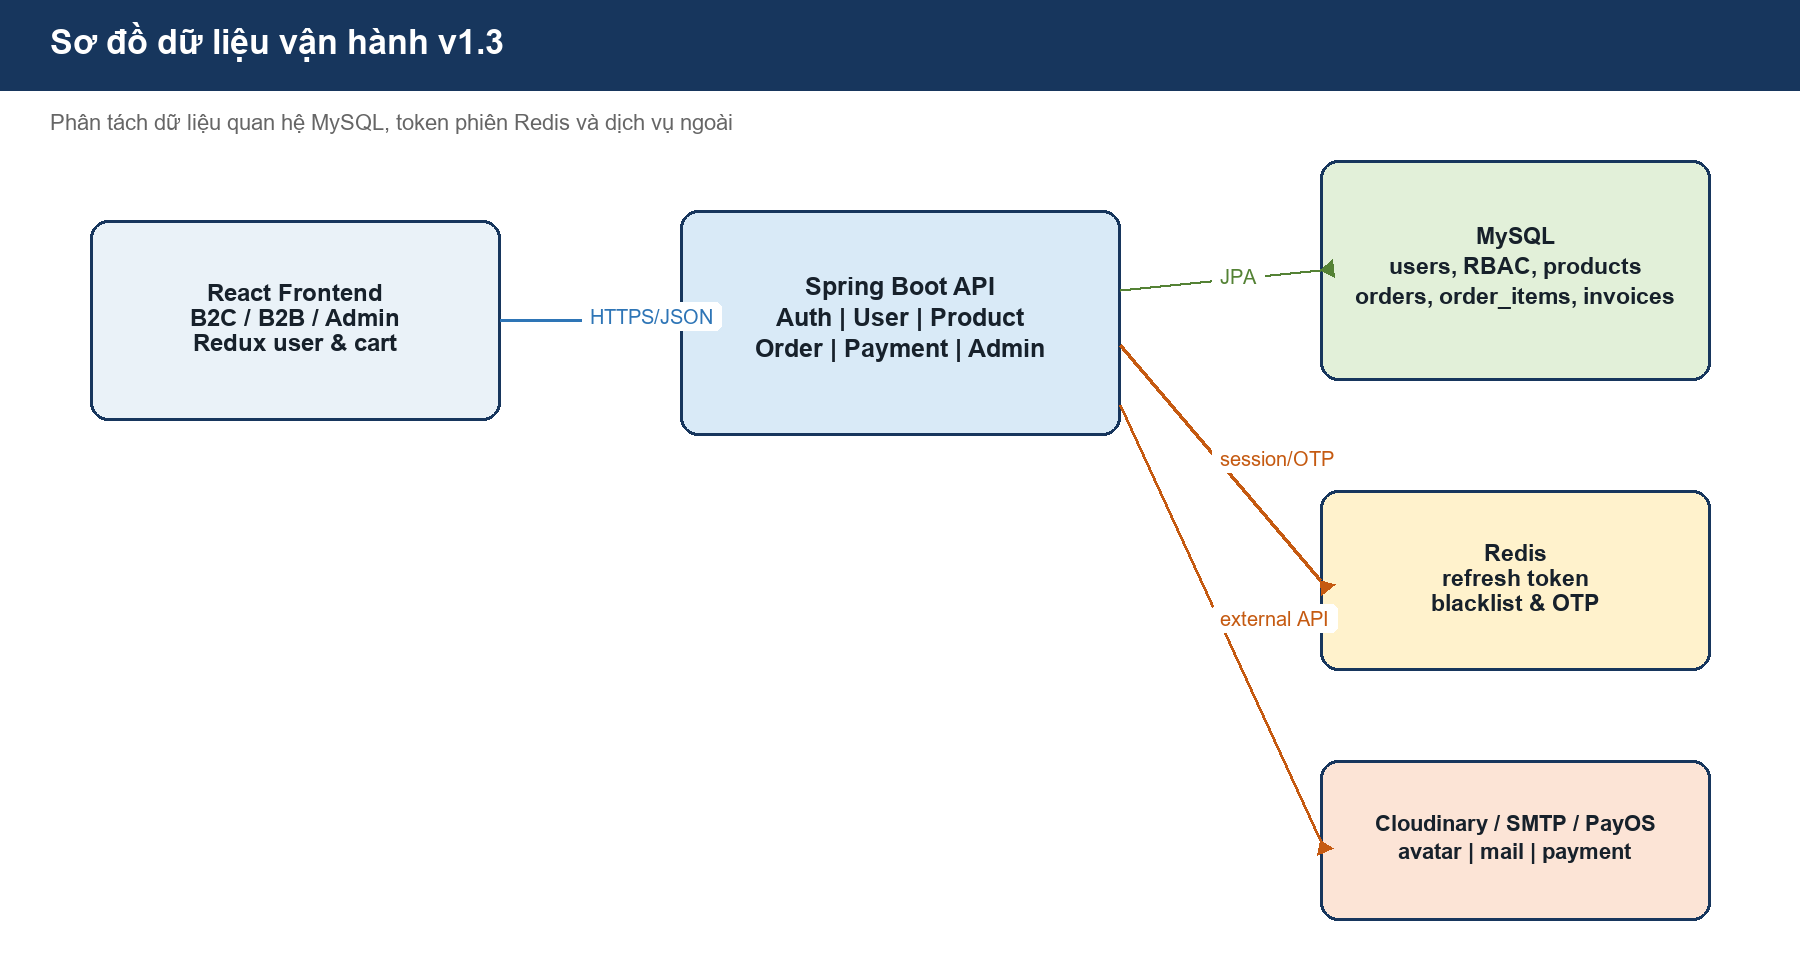 Sơ đồ dữ liệu vận hành v1.3
Phân tách dữ liệu quan hệ MySQL, token phiên Redis và dịch vụ ngoài
React Frontend
B2C / B2B / Admin
Redux user & cart
HTTPS/JSON
Spring Boot API
Auth | User | Product
Order | Payment | Admin
JPA
MySQL
users, RBAC, products
orders, order_items, invoices
session/OTP
Redis
refresh token
blacklist & OTP
external API
Cloudinary / SMTP / PayOS
avatar | mail | payment